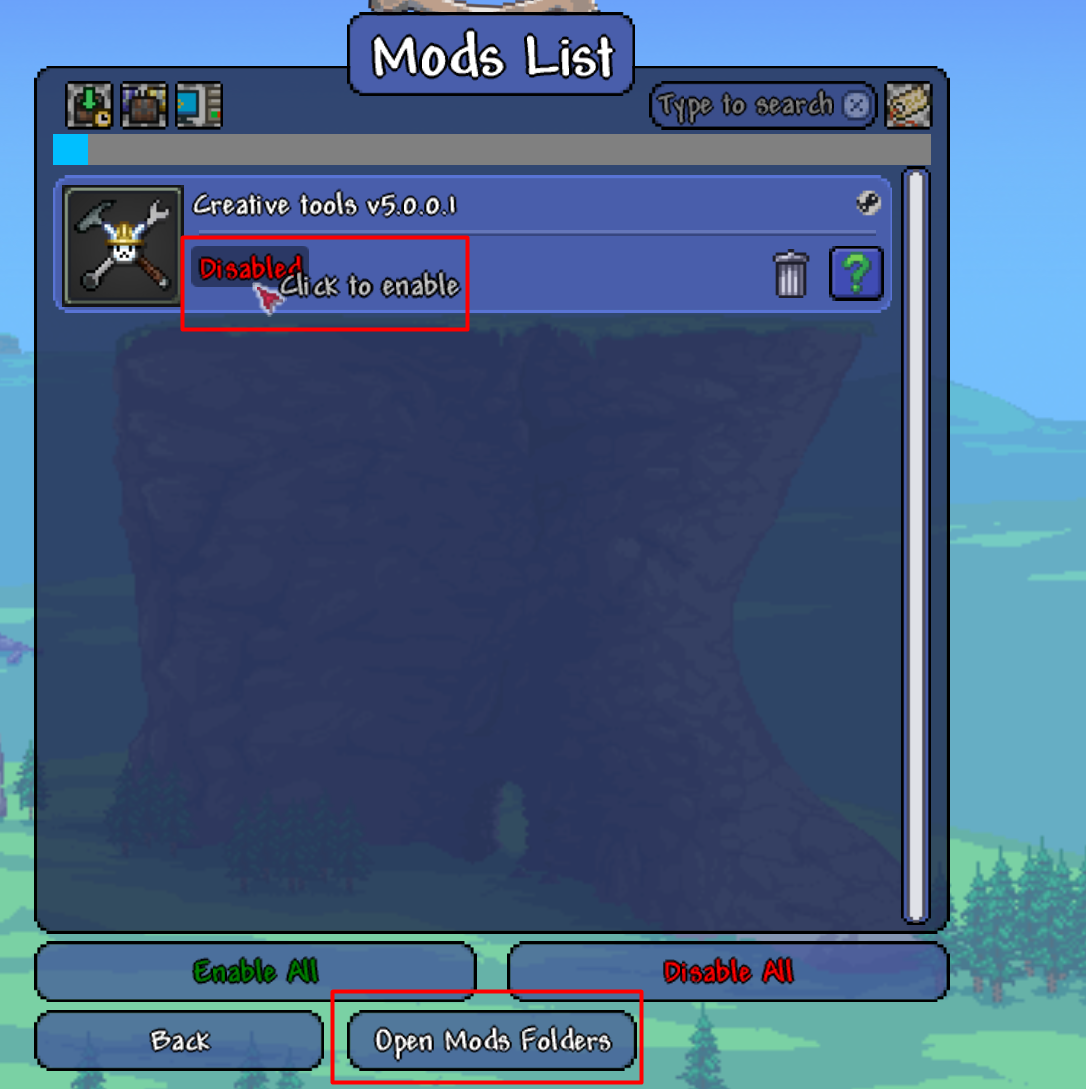 Mods List
Type to search
Creative tools v5.0.0.1
Disabled
Click to enable
?
Enable All
Disable All
Back
Open Mods Folders